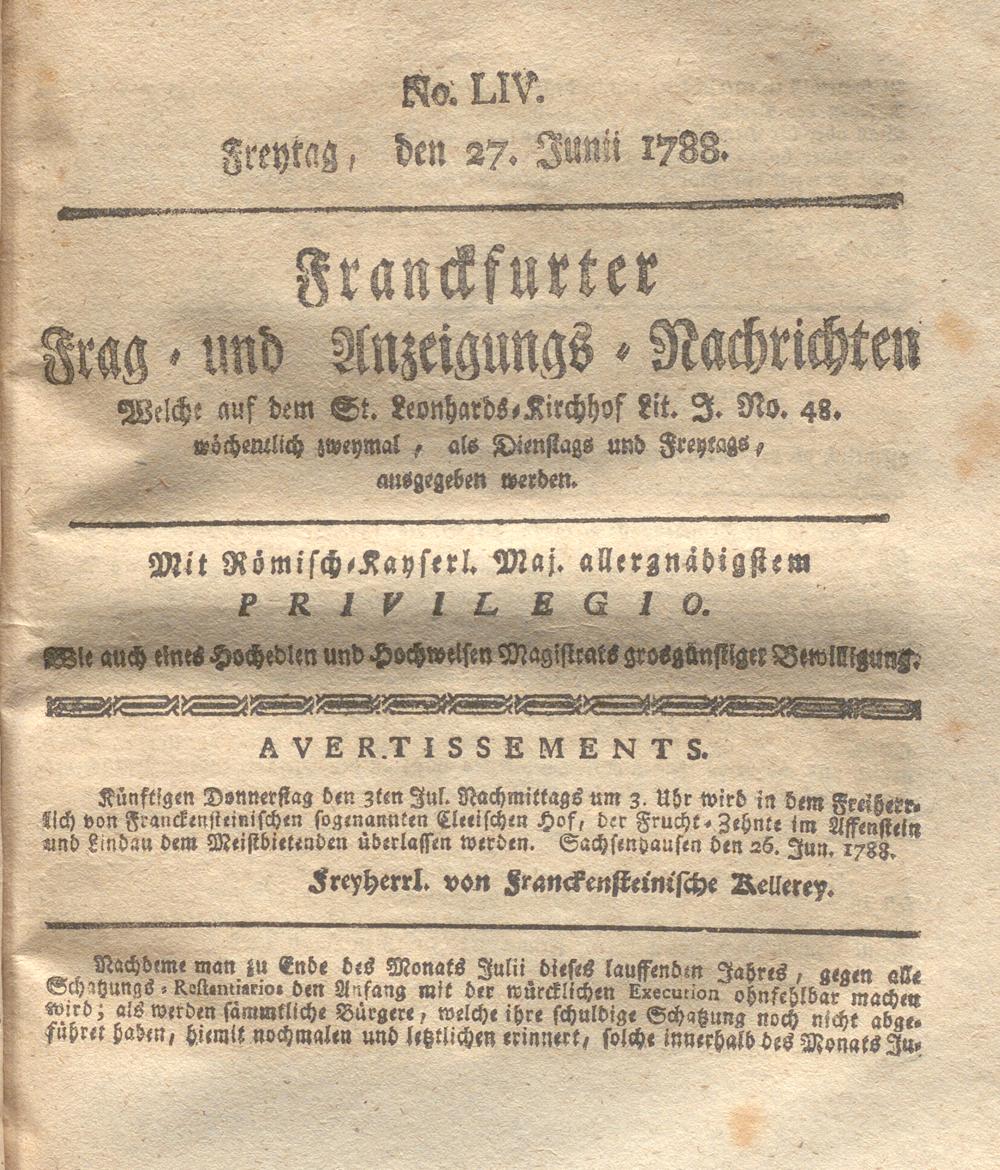 No. LIV.
Freytag, den 27. Junii 1788.
Franckfurter
Frag- und Anzeigungs-Nachrichten
Welche auf dem St. Leonhards-Kirchhof Lit. J. No. 48.
wöchentlich zweymal, als Dienstags und Freytags,
ausgegeben werden.
Mit Römisch-Kayserl. Maj. allergnädigstem
PRIVILEGIO.
Wie auch eines Hochedlen und Hochweisen Magistrats grosgünstiger Bewilligung.
AVERTISSEMENTS.
Künftigen Donnerstag den 3ten Jul. Nachmittags um 3. Uhr wird in dem Freiherr-
lich von Franckensteinischen sogenannten Cleeischen Hof, der Frucht-Zehnte im Affenstein
und Lindau dem Meistbietenden überlassen werden. Sachsenhausen den 26. Jun. 1788.
Freyherrl. von Franckensteinische Kellerey.
Nachdeme man zu Ende des Monats Julii dieses lauffenden Jahres, gegen alle
Schatzungs-Restantiarios den Anfang mit der würcklichen Execution ohnfehlbar machen
wird; als werden sämmtliche Bürgere, welche ihre schuldige Schatzung noch nicht abge-
führet haben, hiemit nochmalen und letztlichen erinnert, solche innerhalb des Monats Ju-